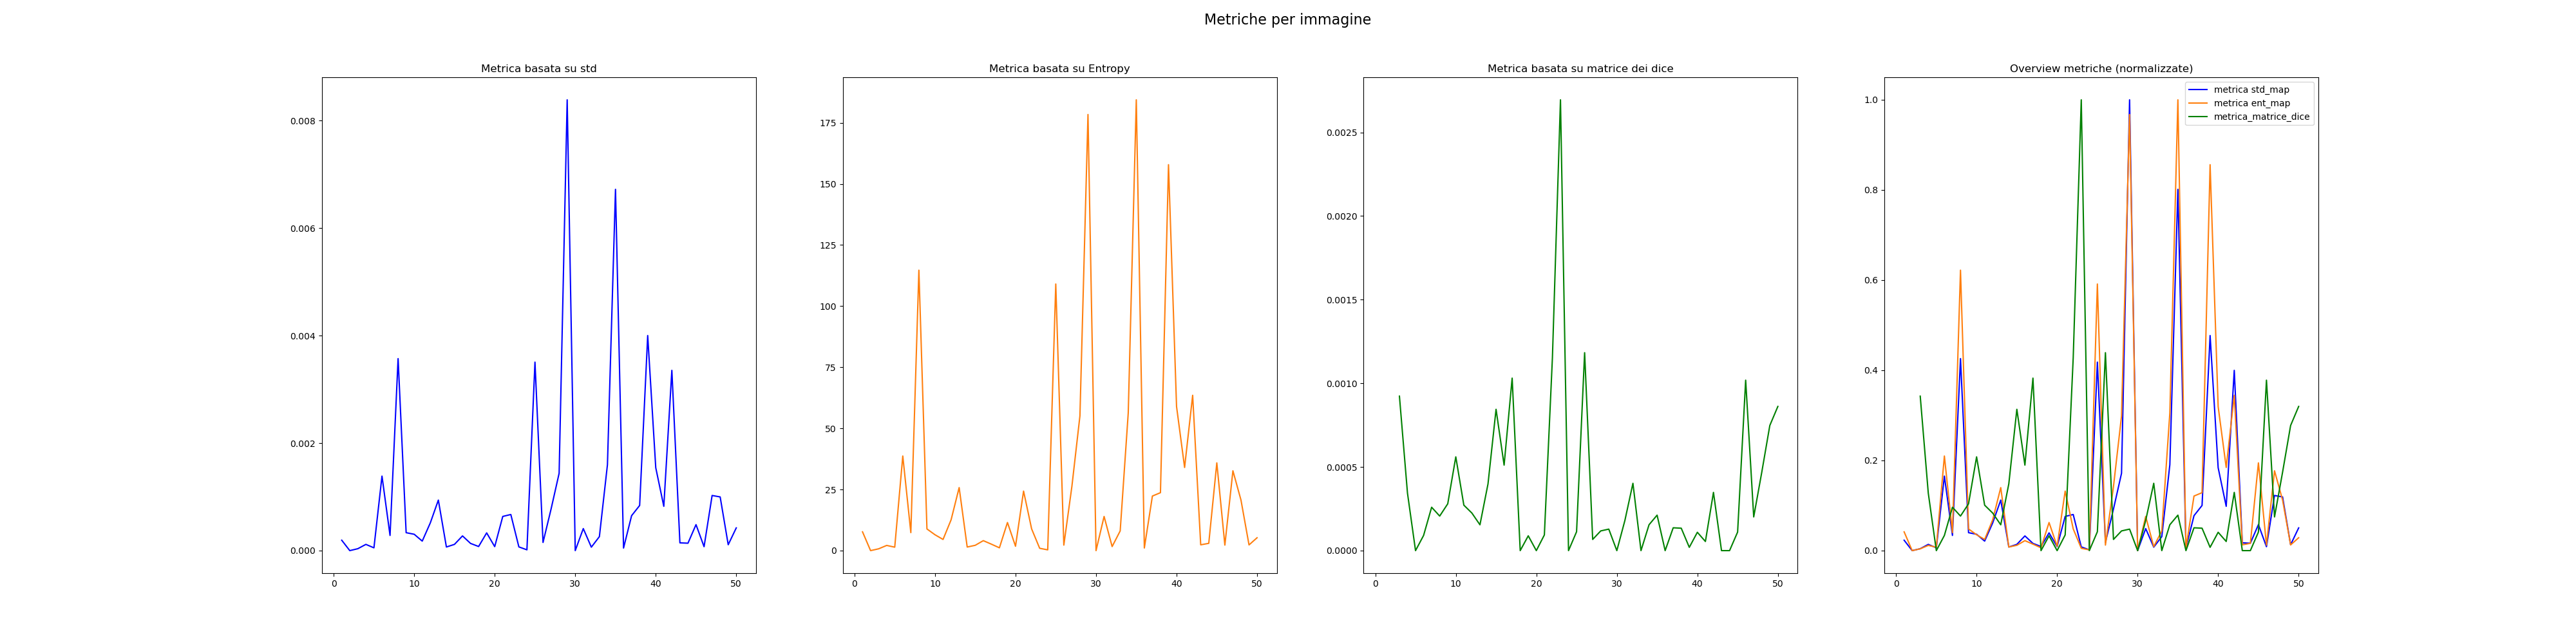 Metriche per immagine
Metrica basata su std
0.008
0.006
0.004
0.002
0.000
0 10 20 30 40 50
Metrica basata su Entropy
175
150
125
100
75
50
25
0
0 10 20 30 40 50
Metrica basata su matrice dei dice
0.0025
0.0020
0.0015
0.0010
0.0005
0.0000
0 10 20 30 40 50
Overview metriche (normalizzate)
metrica std_map
metrica ent_map
metrica_matrice_dice
1.0
0.8
0.6
0.4
0.2
0.0
0 10 20 30 40 50